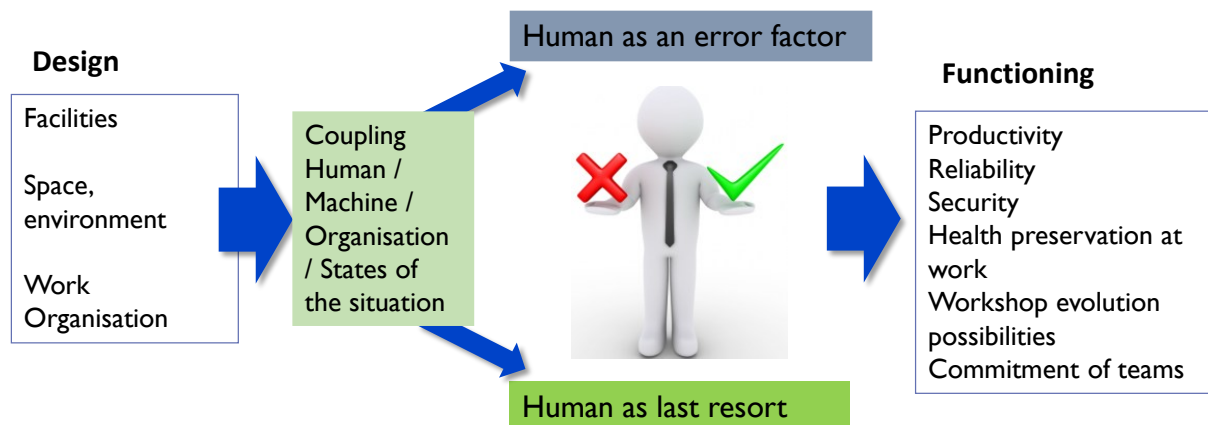 Design
Facilities
Space,
environment
Work
Organisation
Coupling
Human /
Machine /
Organisation
/ States of
the situation
Human as an error factor
Human as last resort
Functioning
Productivity
Reliability
Security
Health preservation at
work
Workshop evolution
possibilities
Commitment of teams